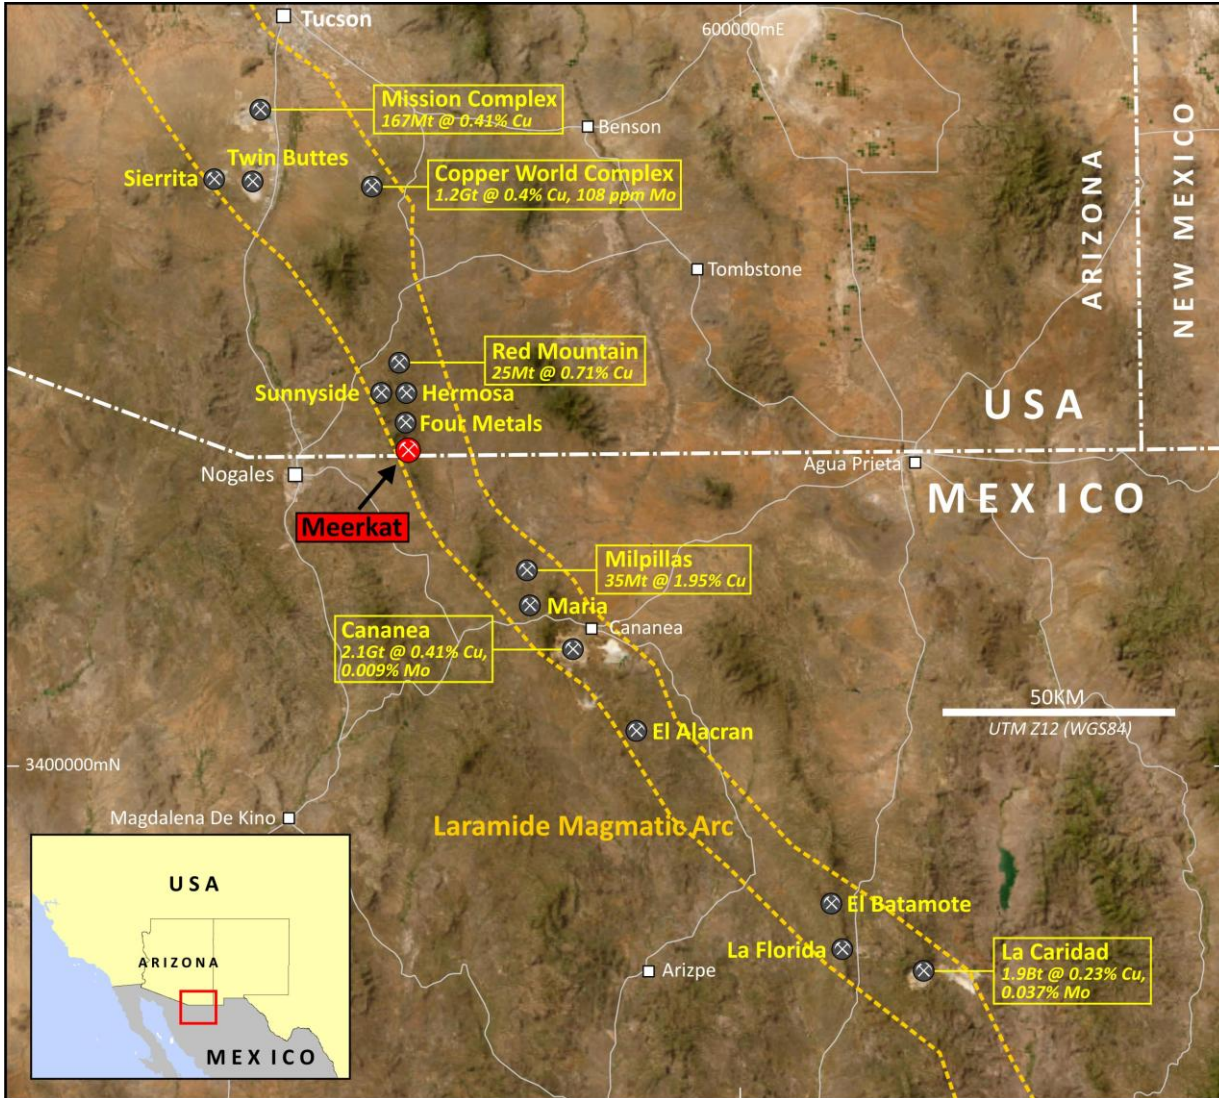 Tucson
600000mE
Mission Complex
167Mt @ 0.41% Cu
Benson
Twin Buttes
Sierrita
Copper World Complex
1.2Gt @ 0.4% Cu, 108 ppm Mo
ARIZONA
NEW MEXICO
Tombstone
Red Mountain
25Mt @ 0.71% Cu
Sunnyside
Hermosa
Four Metals
USA
Nogales
Agua Prieta
MEXICO
Meerkat
Milpillas
35Mt @ 1.95% Cu
Maria
Cananea
Cananea
2.1Gt @ 0.41% Cu,
0.009% Mo
50KM
UTM Z12 (WGS84)
El Alacran
3400000mN
Magdalena De Kino
Laramide Magmatic Arc
USA
ARIZONA
MEXICO
El Batamote
La Florida
La Caridad
1.9Bt @ 0.23% Cu,
0.037% Mo
Arizpe